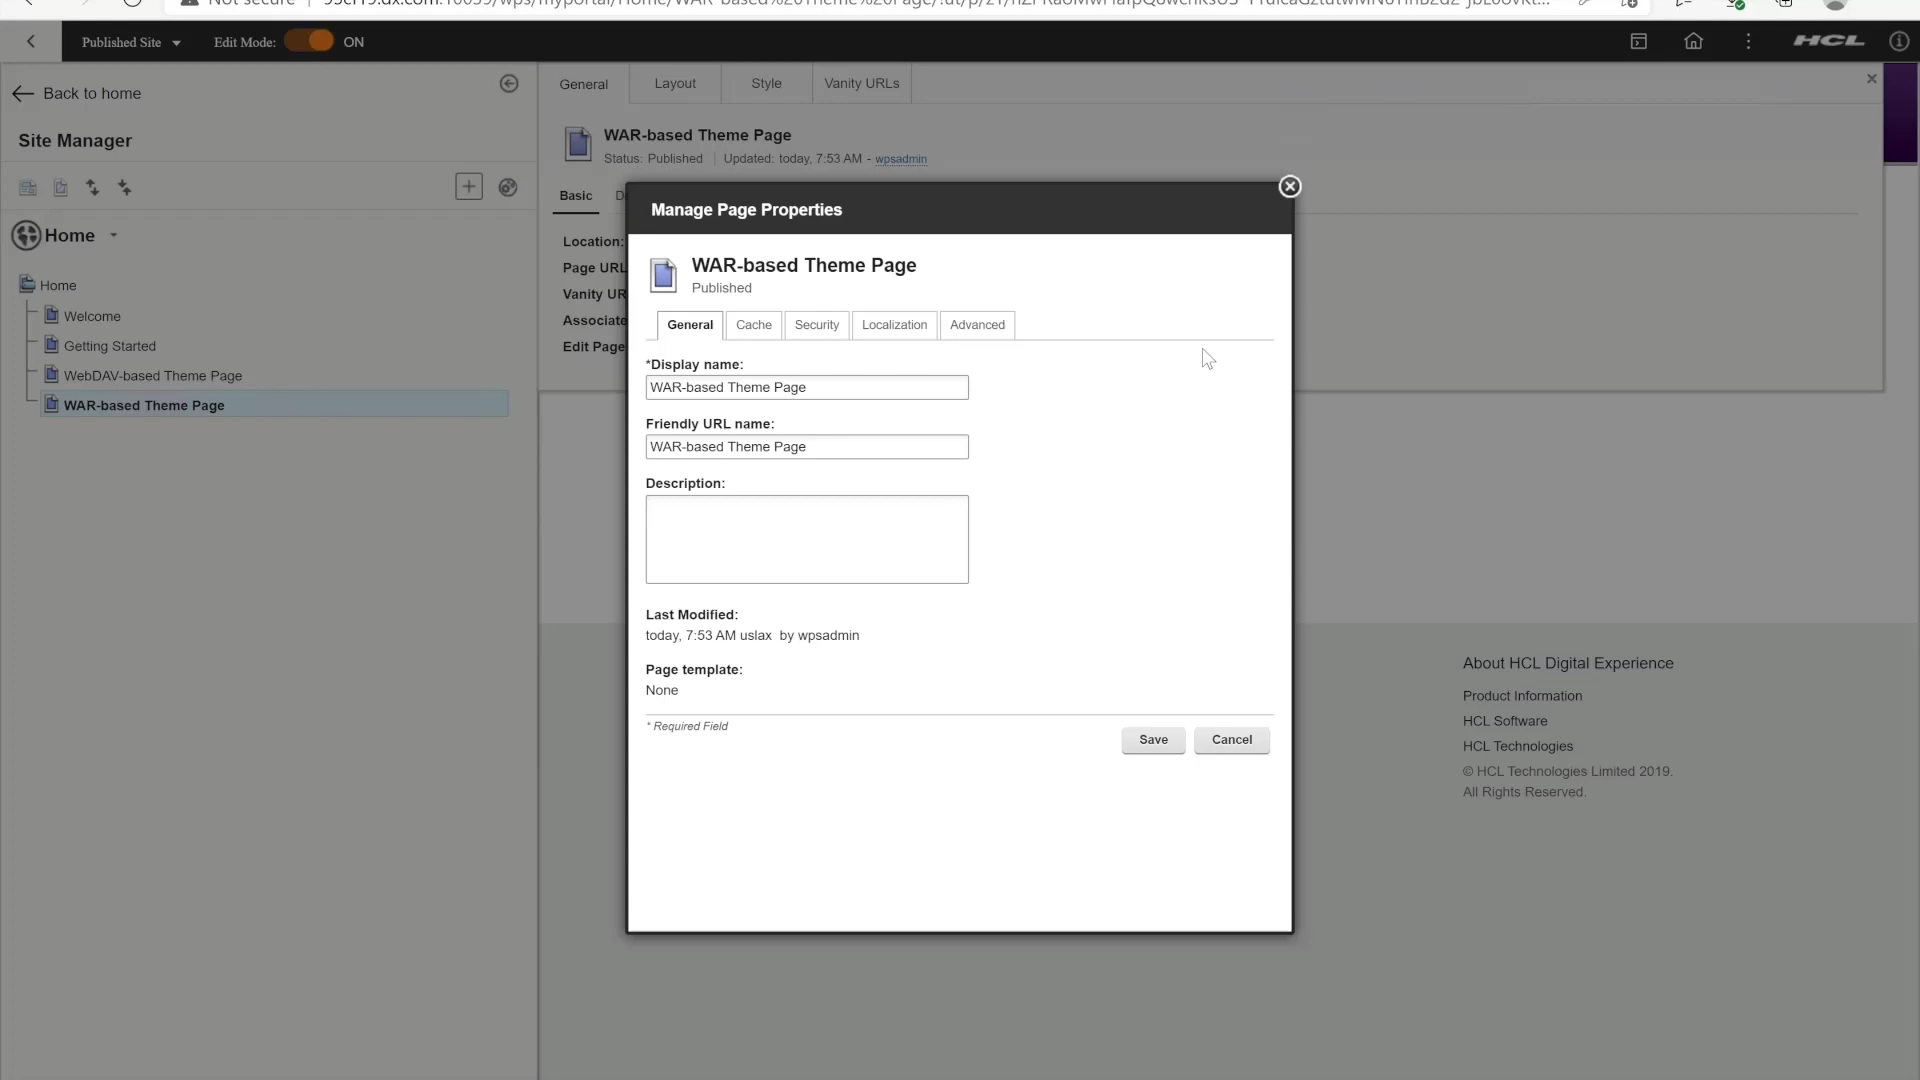 Not secure
Published Site
Edit Mode:
ON
HCL
Back to home
Site Manager
Home
Home
Welcome
Getting Started
WebDAV-based Theme Page
WAR-based Theme Page
General
Layout
Style
Vanity URLs
WAR-based Theme Page
Status: Published | Updated: today, 7:53 AM - wpsadmin
Basic
Location:
Page URL
Vanity UR
Associate
Edit Page
Manage Page Properties
WAR-based Theme Page
Published
General
Cache
Security
Localization
Advanced
*Display name:
WAR-based Theme Page
Friendly URL name:
WAR-based Theme Page
Description:
Last Modified:
today, 7:53 AM uslax by wpsadmin
Page template:
None
* Required Field
Save
Cancel
About HCL Digital Experience
Product Information
HCL Software
HCL Technologies
© HCL Technologies Limited 2019.
All Rights Reserved.